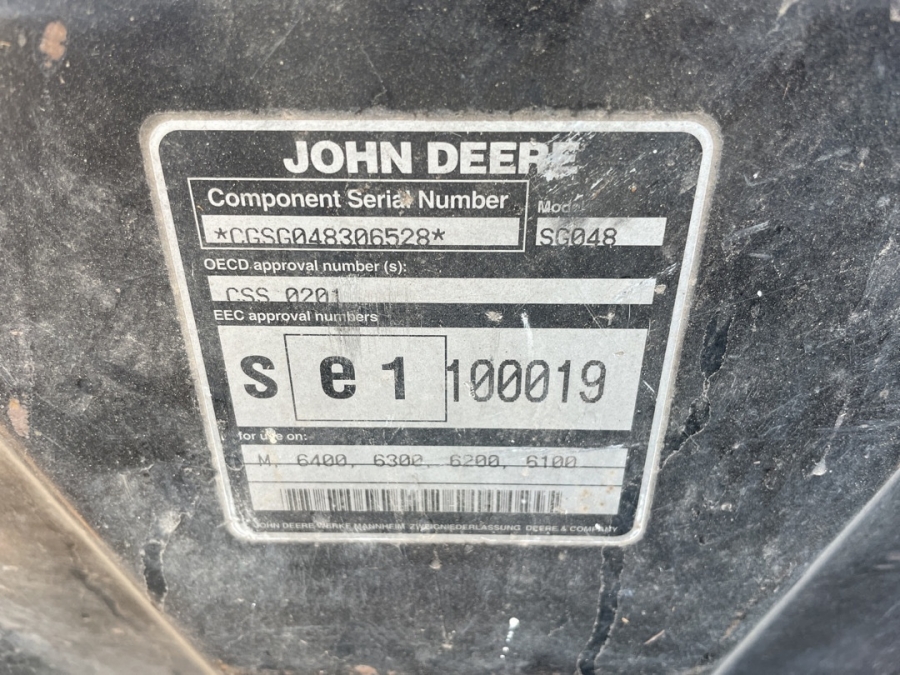 JOHN DEERE
Component Serial Number
Model
*CGSG048306528*
SG048
OECD approval number (s):
CSS 0201
EEC approval numbers
S e 1 100019
for use on:
M, 6400, 6300, 6200, 6100
JOHN DEERE WERKE MANNHEIM ZWEIGNIEDERLASSUNG DEERE & COMPANY